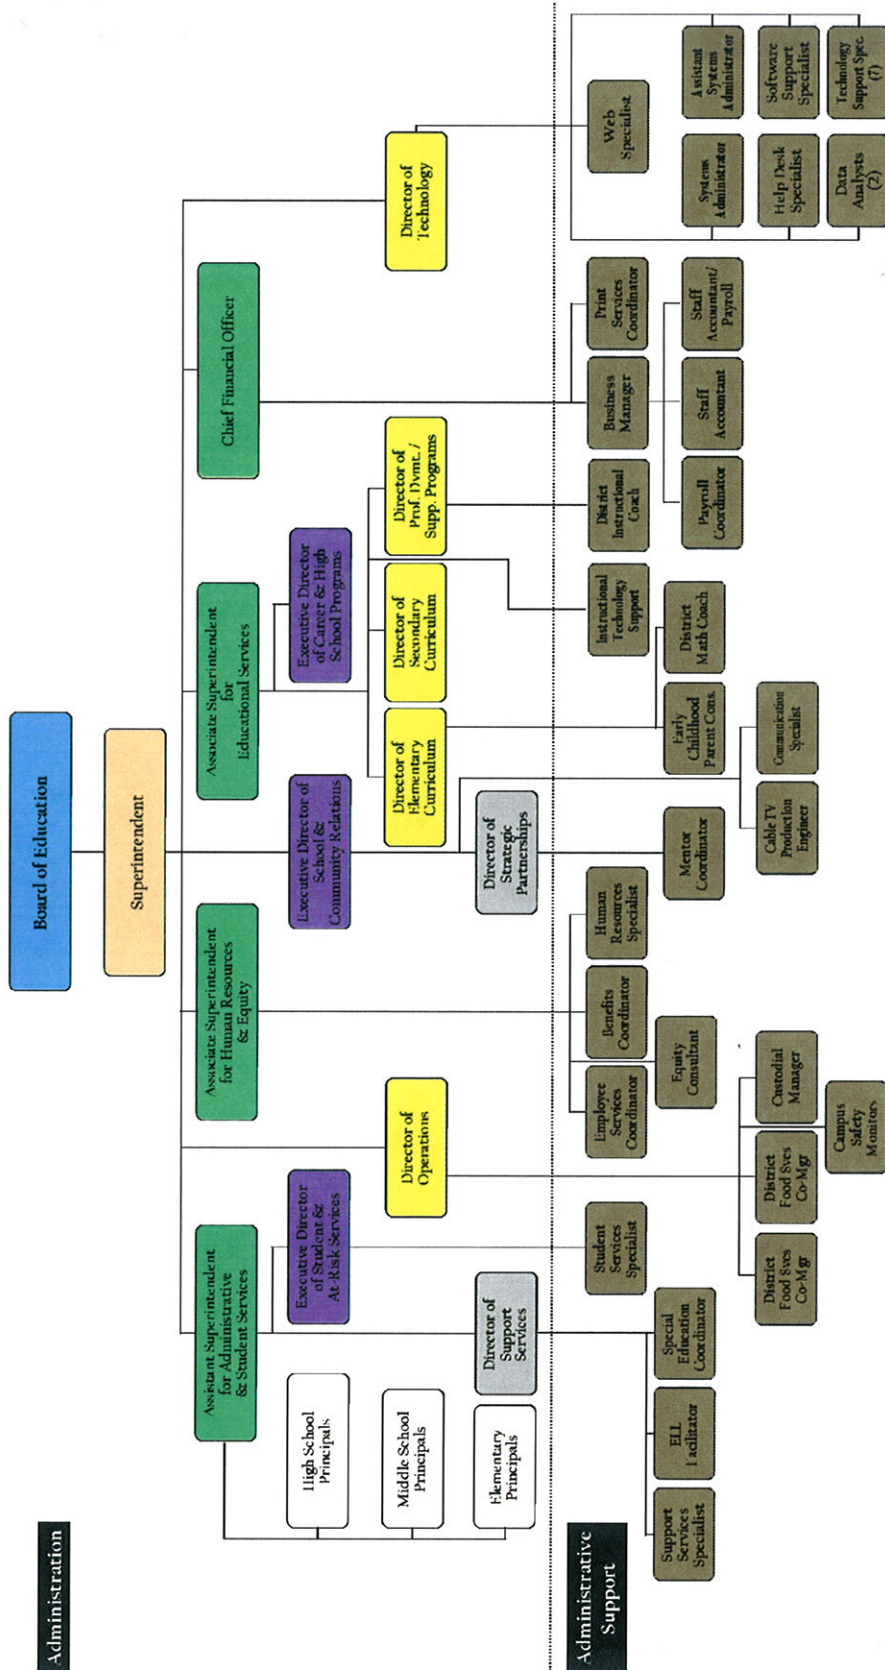 Administration
Board of Education
Superintendent
Assistant Superintendent
for Administrative
& Student Services
Associate Superintendent
for Human Resources
& Equity
Associate Superintendent
for
Educational Services
Chief Financial Officer
High School
Principals
Executive Director
of Student &
At-Risk Services
Executive Director of
School &
Community Relations
Executive Director
of Career & High
School Programs
Middle School
Principals
Director of
Operations
Director of
Elementary
Curriculum
Director of
Secondary
Curriculum
Director of
Prof. Dvmt. /
Supp. Programs
Director of
Technology
Elementary
Principals
Director of
Support
Services
Director of
Strategic
Partnerships
Administrative
Support
Student
Services
Specialist
Employee Services
Coordinator
Benefits
Coordinator
Human
Resources
Specialist
Instructional
Technology
Support
District
Instructional
Coach
Business
Manager
Print
Services
Coordinator
Web
Specialist
Support
Services
Specialist
ELL
Facilitator
Special
Education
Coordinator
Equity
Consultant
Mentor
Coordinator
Early
Childhood
Parent Cons.
District
Math Coach
Payroll
Coordinator
Staff
Accountant
Staff
Accountant/
Payroll
Systems
Administrator
Assistant
Systems
Administrator
District
Food Svcs
Co-Mgr
District
Food Svcs
Co-Mgr
Custodial
Manager
Cable TV
Production
Engineer
Communication
Specialist
Help Desk
Specialist
Software
Support
Specialist
Campus
Safety
Monitors
Data
Analysts
(2)
Technology
Support Spec.
(7)